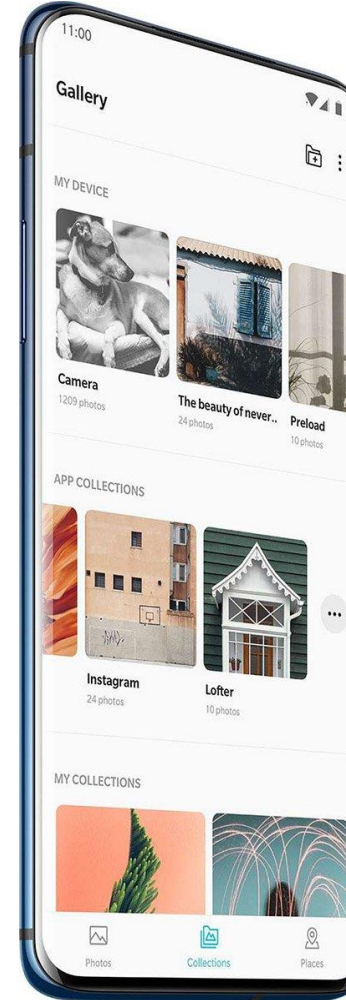 11:00
Gallery
MY DEVICE
Camera
1209 photos
The beauty of never..
24 photos
Preload
10 photos
APP COLLECTIONS
Instagram
24 photos
Lofter
10 photos
MY COLLECTIONS
Photos
Collections
Places